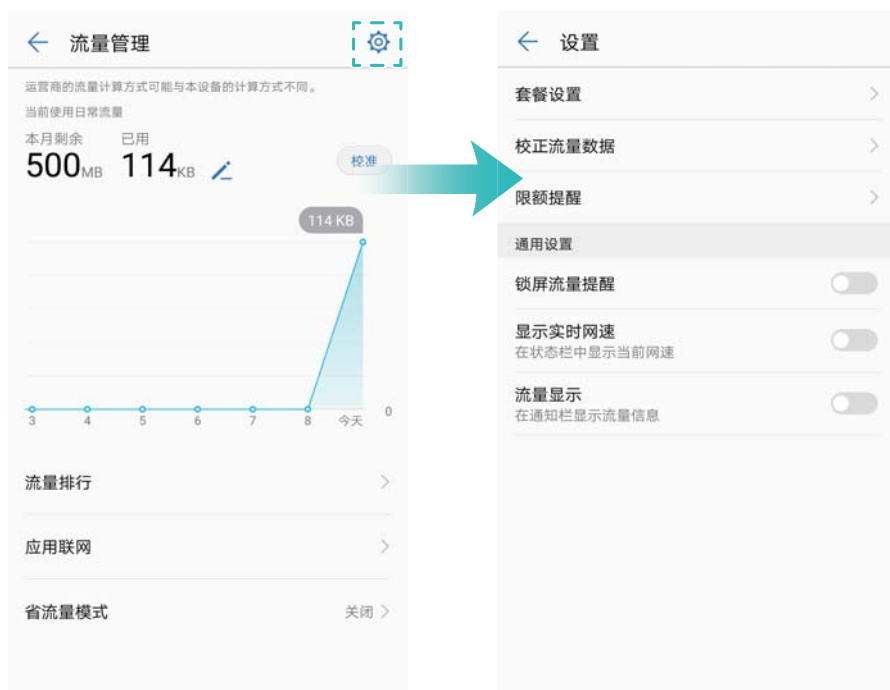 流量管理
运营商的流量计算方式可能与本设备的计算方式不同。
当前使用日常流量
本月剩余 已用
500MB 114KB 校准
114 KB
0
3 4 5 6 7 8 今天
流量排行
应用联网
省流量模式 关闭
设置
套餐设置
校正流量数据
限额提醒
通用设置
锁屏流量提醒
显示实时网速
在状态栏中显示当前网速
流量显示
在通知栏显示流量信息